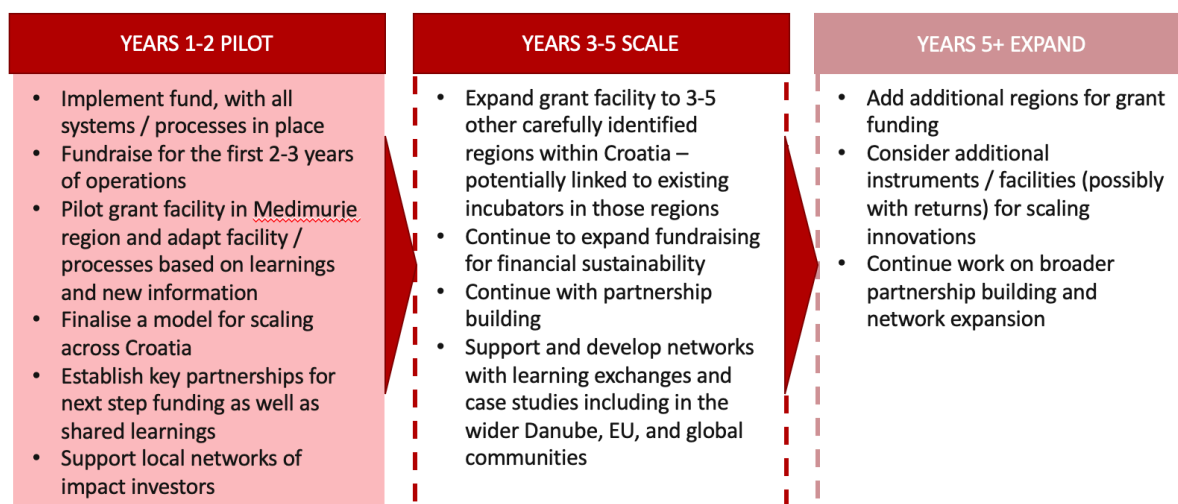 YEARS 1-2 PILOT
• Implement fund, with all
systems / processes in place
• Fundraise for the first 2-3 years
of operations
• Pilot grant facility in Medimurje
region and adapt facility /
processes based on learnings
and new information
• Finalise a model for scaling
across Croatia
• Establish key partnerships for
next step funding as well as
shared learnings
• Support local networks of
impact investors
YEARS 3-5 SCALE
• Expand grant facility to 3-5
other carefully identified
regions within Croatia –
potentially linked to existing
incubators in those regions
• Continue to expand fundraising
for financial sustainability
• Continue with partnership
building
• Support and develop networks
with learning exchanges and
case studies including in the
wider Danube, EU, and global
communities
YEARS 5+ EXPAND
• Add additional regions for grant
funding
• Consider additional
instruments / facilities (possibly
with returns) for scaling
innovations
• Continue work on broader
partnership building and
network expansion